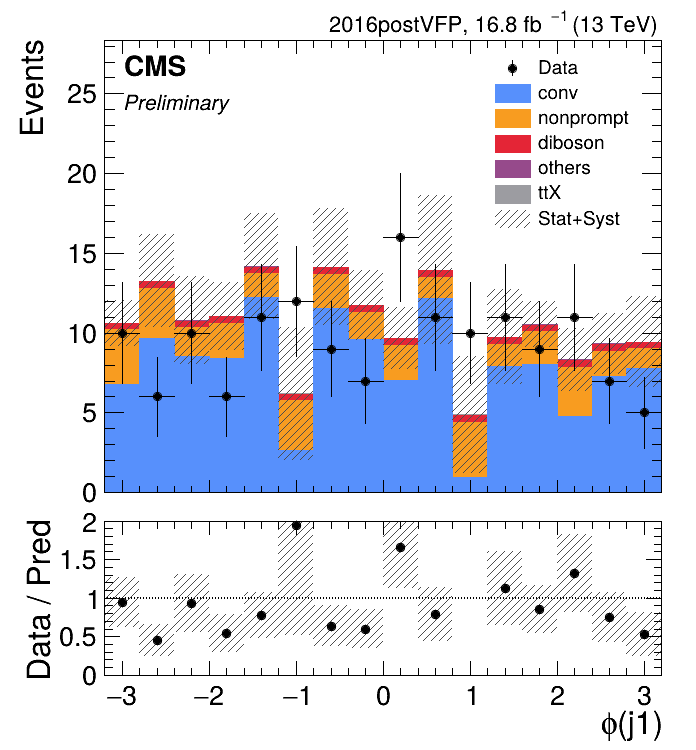 2016postVFP, 16.8 fb⁻¹ (13 TeV)
Events
CMS
Preliminary
Data
conv
nonprompt
diboson
others
ttX
Stat+Syst
25
20
15
10
5
0
Data / Pred
2
1.5
1
0.5
0
−3 −2 −1 0 1 2 3
ϕ(j1)